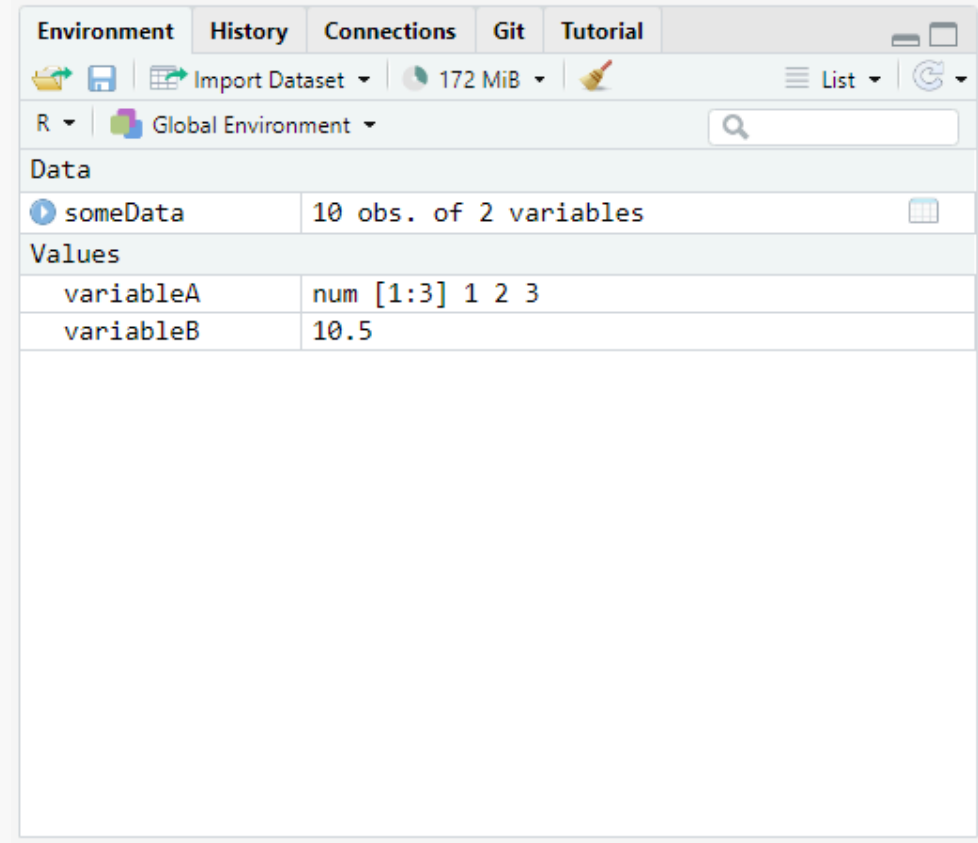 Environment History Connections Git Tutorial
Import Dataset 172 MiB List
R Global Environment
Data
someData 10 obs. of 2 variables
Values
variableA num [1:3] 1 2 3
variableB 10.5